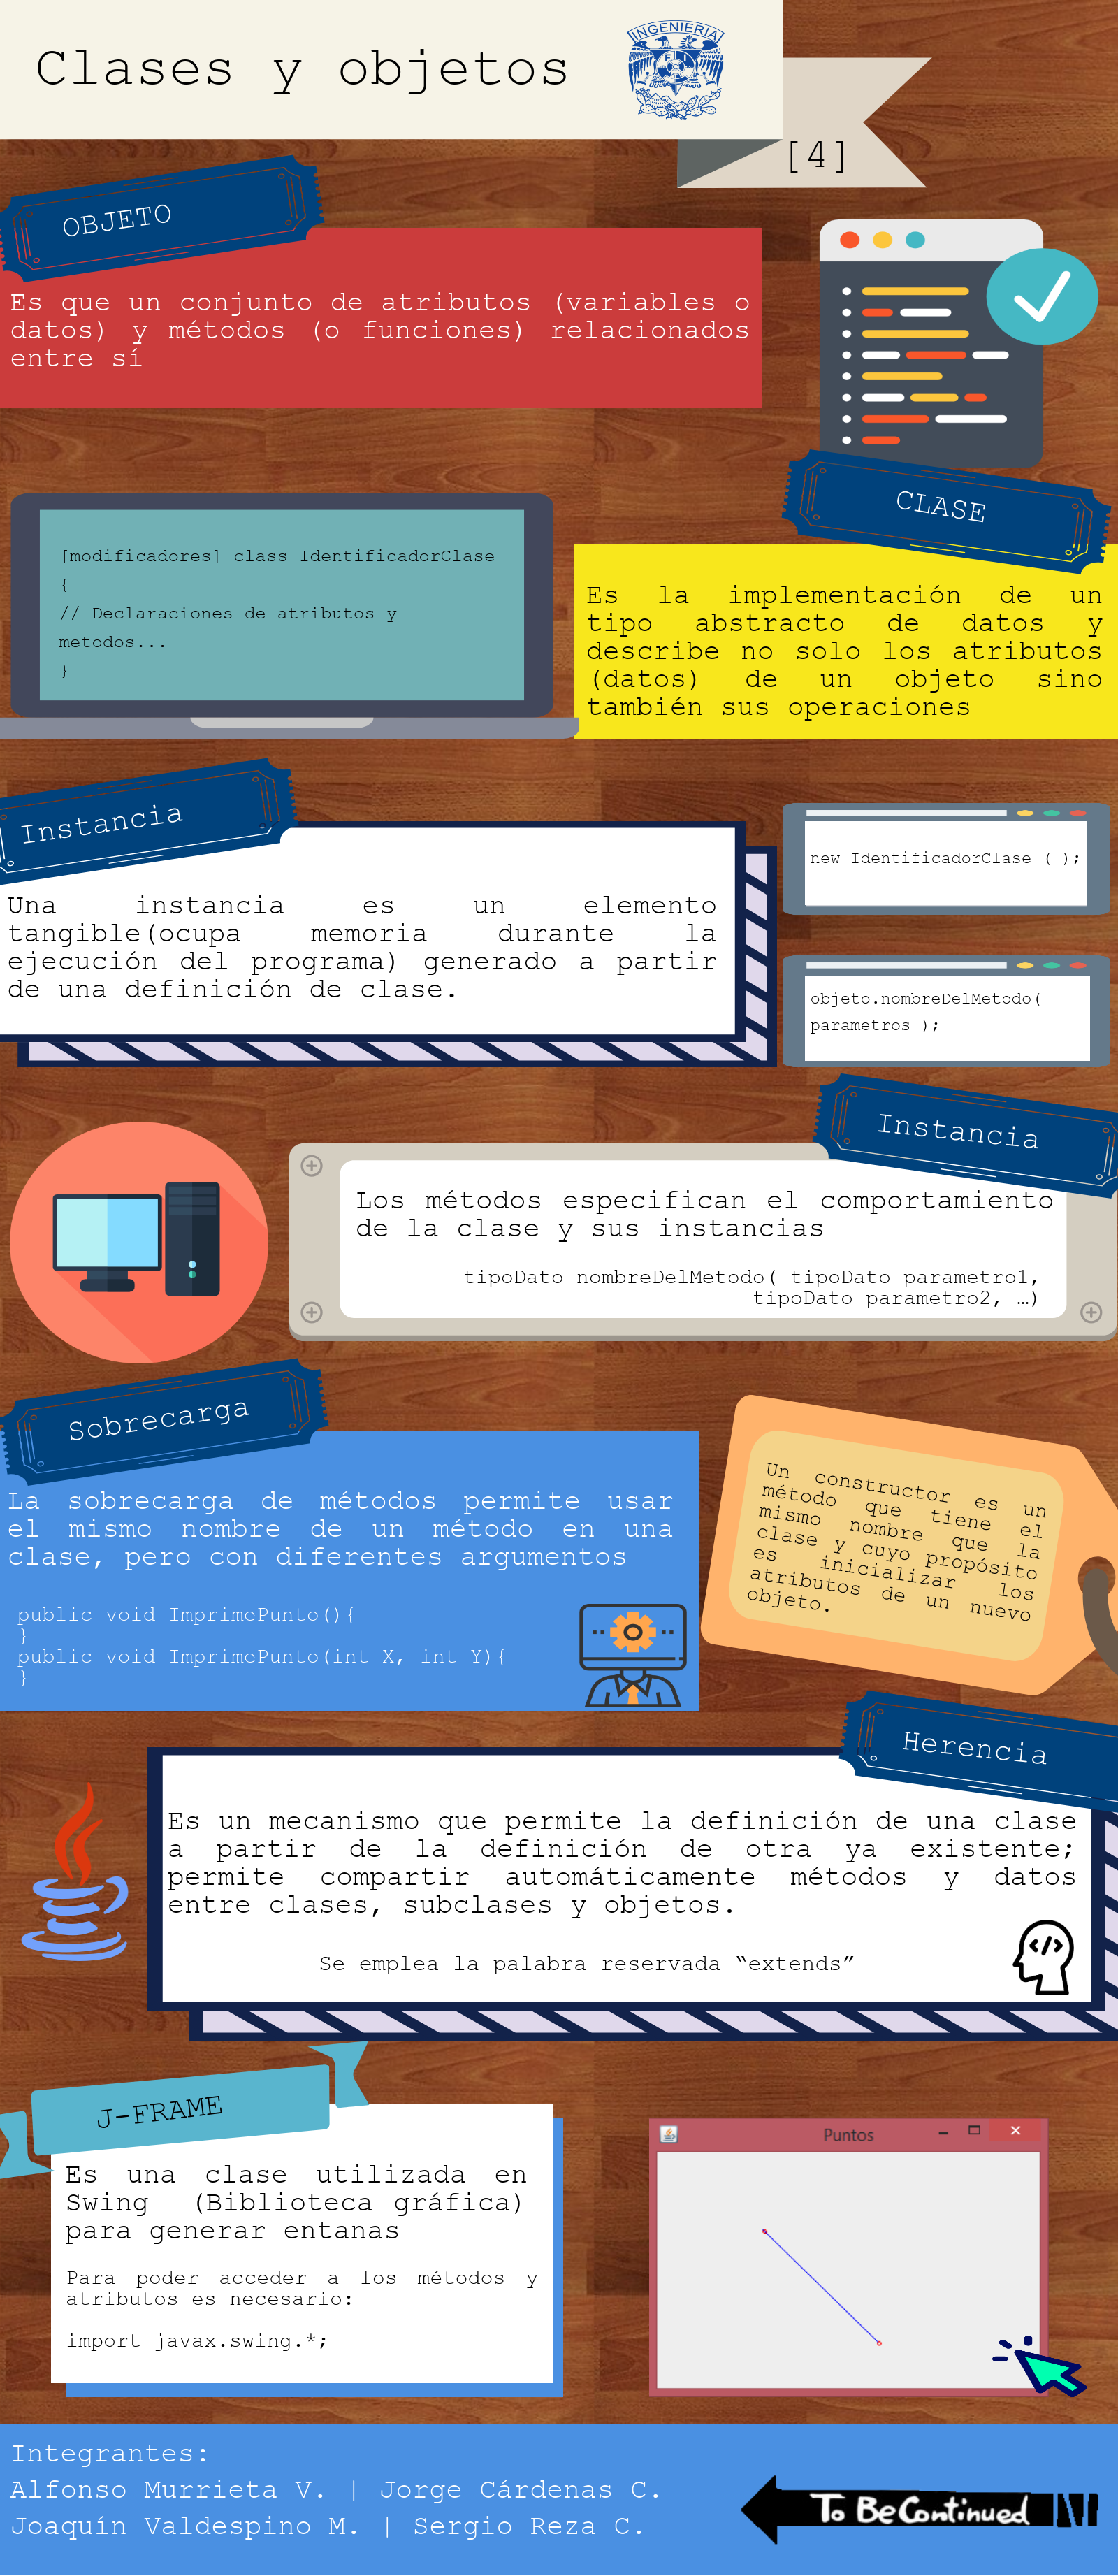 Clases y objetos
INGENIERIA
[4]
OBJETO
Es que un conjunto de atributos (variables o
datos) y métodos (o funciones) relacionados
entre sí
CLASE
[modificadores] class IdentificadorClase
{
// Declaraciones de atributos y
metodos...
}
Es la implementación de un
tipo abstracto de datos y
describe no solo los atributos
(datos) de un objeto sino
también sus operaciones
Instancia
Una instancia es un elemento
tangible(ocupa memoria durante la
ejecución del programa) generado a partir
de una definición de clase.
new IdentificadorClase ( );
objeto.nombreDelMetodo(
parametros );
Instancia
Los métodos especifican el comportamiento
de la clase y sus instancias
tipoDato nombreDelMetodo( tipoDato parametro1,
tipoDato parametro2, …)
Sobrecarga
La sobrecarga de métodos permite usar
el mismo nombre de un método en una
clase, pero con diferentes argumentos
public void ImprimePunto(){
}
public void ImprimePunto(int X, int Y){
}
Un constructor es un
método que tiene el
mismo nombre que la
clase y cuyo propósito
es inicializar los
atributos de un nuevo
objeto.
Herencia
Es un mecanismo que permite la definición de una clase
a partir de la definición de otra ya existente;
permite compartir automáticamente métodos y datos
entre clases, subclases y objetos.
Se emplea la palabra reservada “extends”
</>
J-FRAME
Es una clase utilizada en
Swing (Biblioteca gráfica)
para generar entanas
Para poder acceder a los métodos y
atributos es necesario:
import javax.swing.*;
Puntos
Integrantes:
Alfonso Murrieta V. | Jorge Cárdenas C.
Joaquín Valdespino M. | Sergio Reza C.
To Be Continued